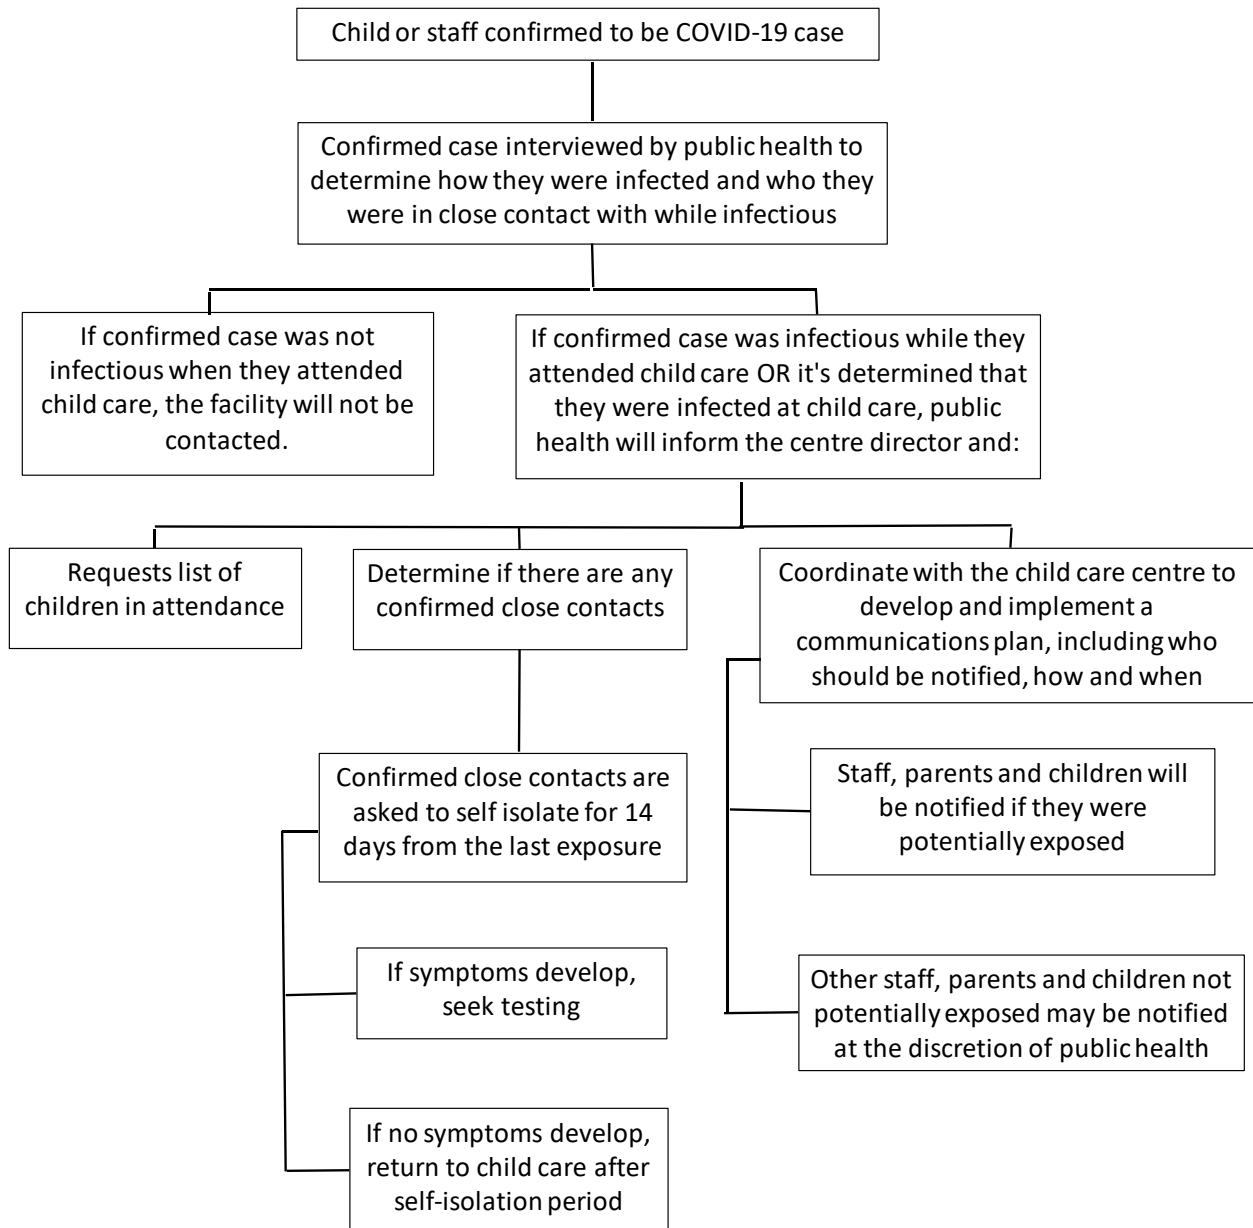 Child or staff confirmed to be COVID-19 case
Confirmed case interviewed by public health to
determine how they were infected and who they
were in close contact with while infectious
If confirmed case was not
infectious when they attended
child care, the facility will not be
contacted.
If confirmed case was infectious while they
attended child care OR it's determined that
they were infected at child care, public
health will inform the centre director and:
Requests list of
children in attendance
Determine if there are any
confirmed close contacts
Coordinate with the child care centre to
develop and implement a
communications plan, including who
should be notified, how and when
Confirmed close contacts are
asked to self isolate for 14
days from the last exposure
Staff, parents and children will
be notified if they were
potentially exposed
If symptoms develop,
seek testing
Other staff, parents and children not
potentially exposed may be notified
at the discretion of public health
If no symptoms develop,
return to child care after
self-isolation period